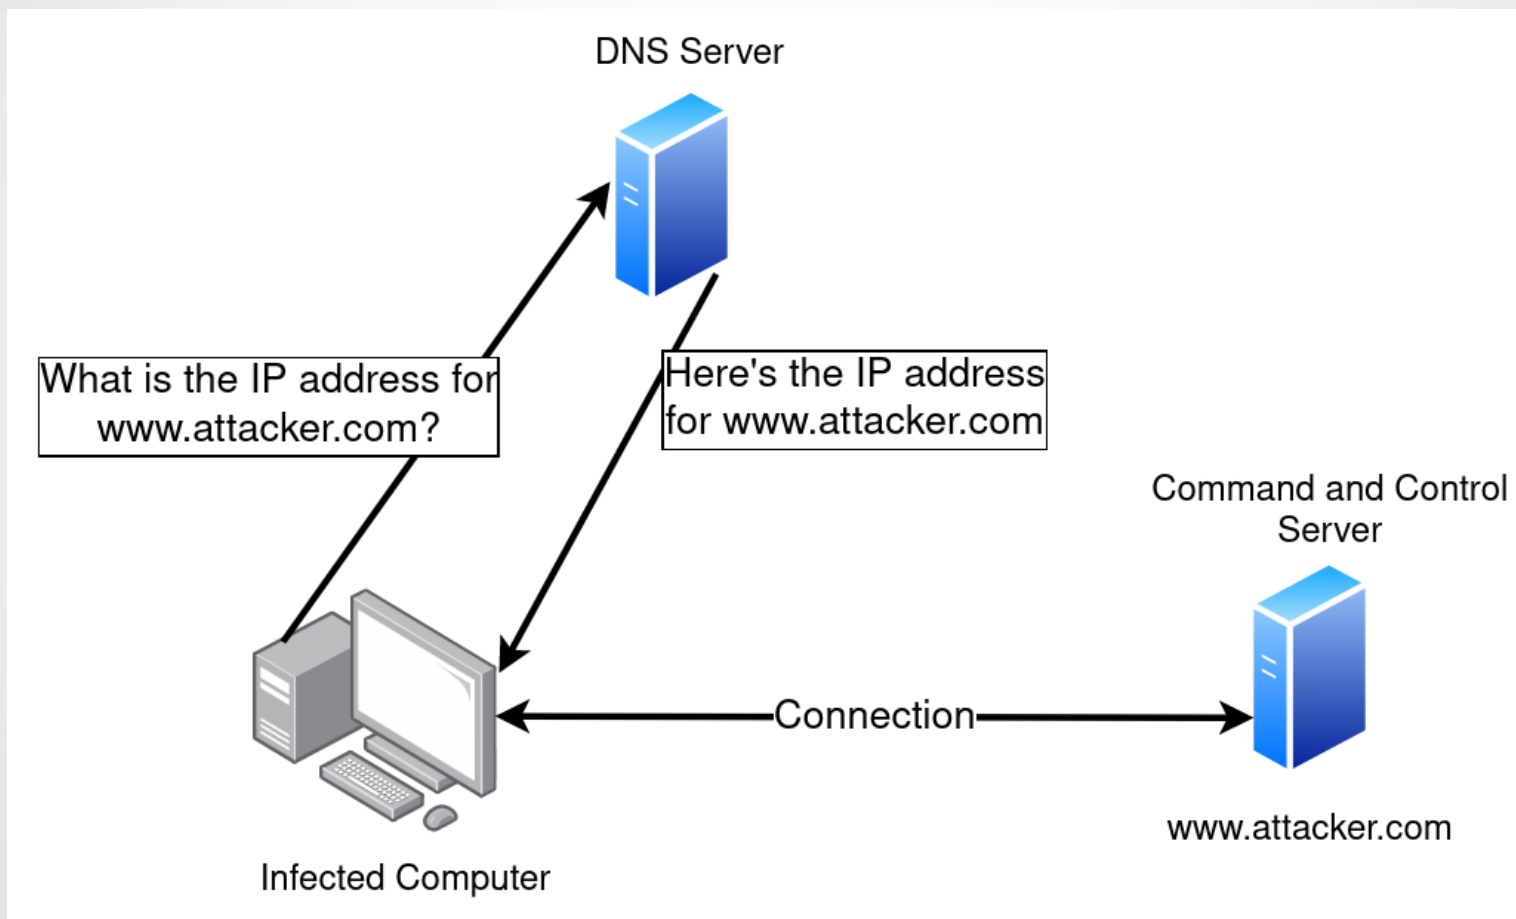 DNS Server
What is the IP address for
www.attacker.com?
Here's the IP address
for www.attacker.com
Command and Control
Server
Connection
www.attacker.com
Infected Computer